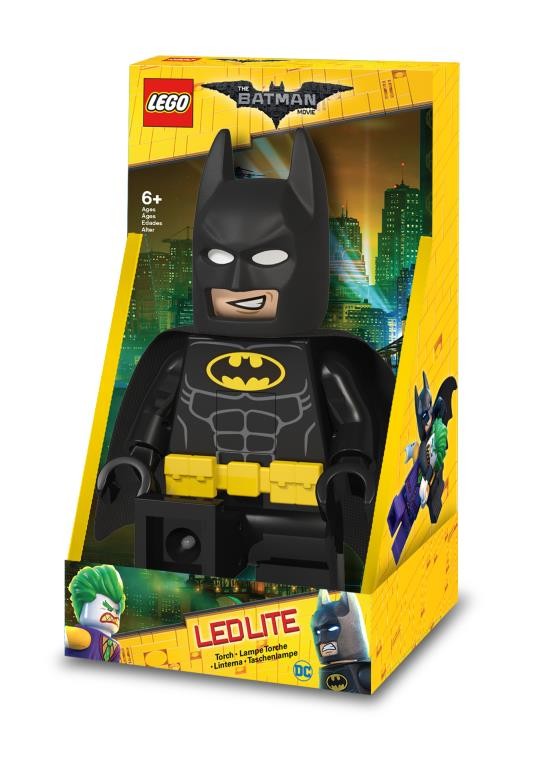 LEGO
THE
BATMAN
MOVIE
6+
Ages
Âges
Edades
Alter
LEDLITE
Torch • Lampe Torche
• Linterna • Taschenlampe
DC